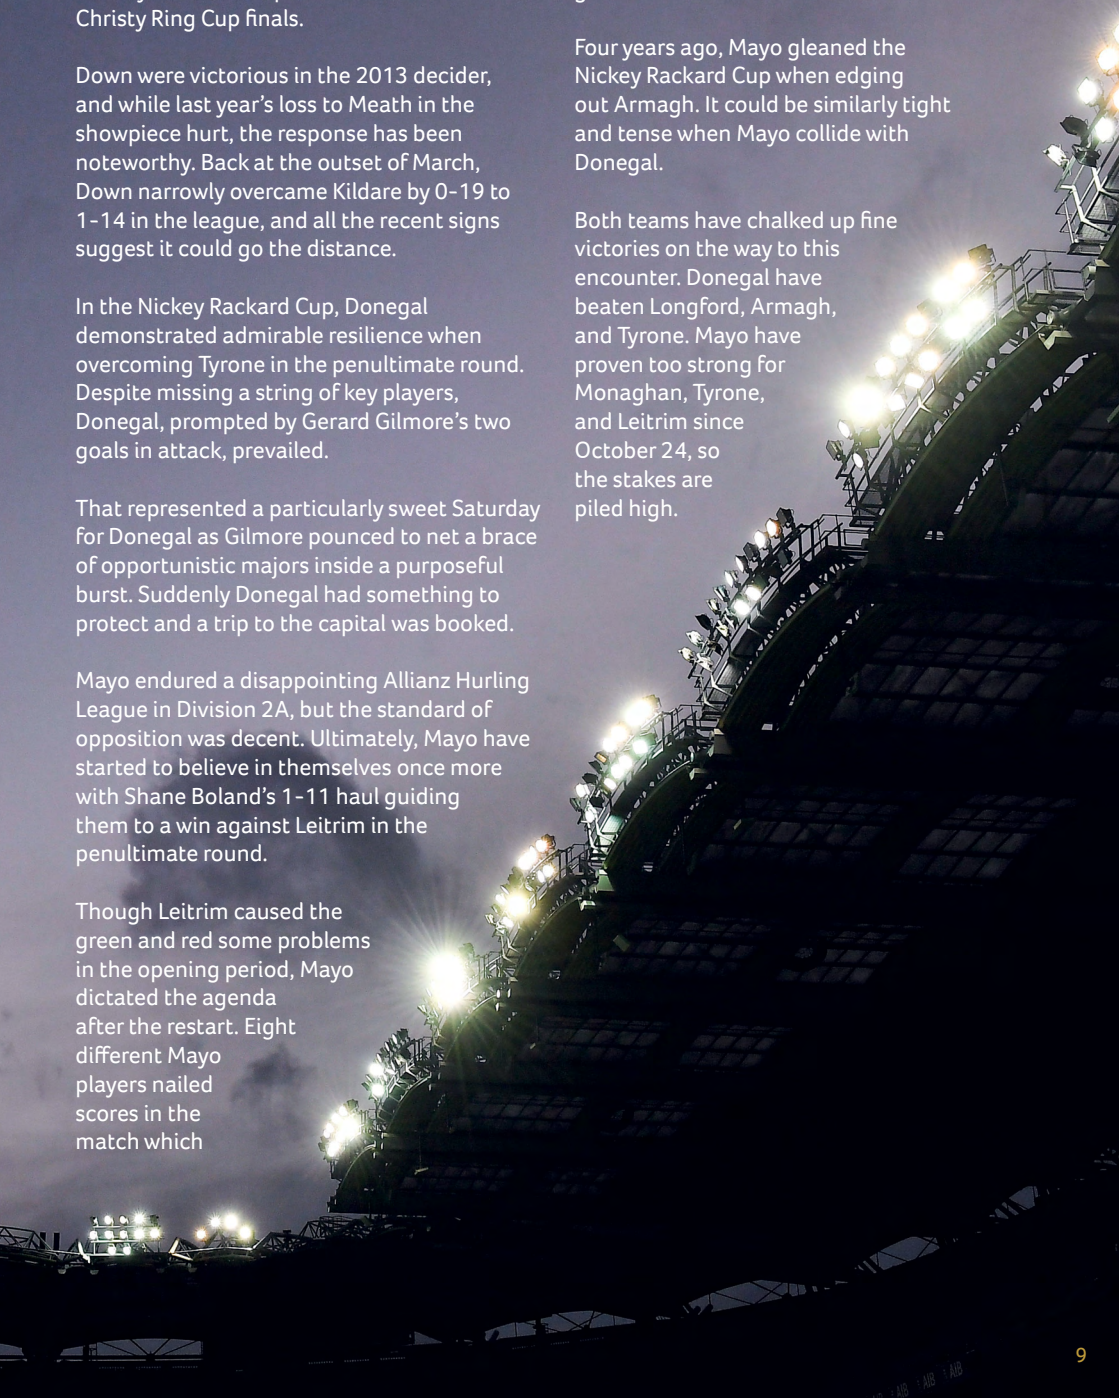 Christy Ring Cup finals.
Down were victorious in the 2013 decider,
and while last year’s loss to Meath in the
showpiece hurt, the response has been
noteworthy. Back at the outset of March,
Down narrowly overcame Kildare by 0-19 to
1-14 in the league, and all the recent signs
suggest it could go the distance.
In the Nickey Rackard Cup, Donegal
demonstrated admirable resilience when
overcoming Tyrone in the penultimate round.
Despite missing a string of key players,
Donegal, prompted by Gerard Gilmore’s two
goals in attack, prevailed.
That represented a particularly sweet Saturday
for Donegal as Gilmore pounced to net a brace
of opportunistic majors inside a purposeful
burst. Suddenly Donegal had something to
protect and a trip to the capital was booked.
Mayo endured a disappointing Allianz Hurling
League in Division 2A, but the standard of
opposition was decent. Ultimately, Mayo have
started to believe in themselves once more
with Shane Boland’s 1-11 haul guiding
them to a win against Leitrim in the
penultimate round.
Though Leitrim caused the
green and red some problems
in the opening period, Mayo
dictated the agenda
after the restart. Eight
different Mayo
players nailed
scores in the
match which
Four years ago, Mayo gleaned the
Nickey Rackard Cup when edging
out Armagh. It could be similarly tight
and tense when Mayo collide with
Donegal.
Both teams have chalked up fine
victories on the way to this
encounter. Donegal have
beaten Longford, Armagh,
and Tyrone. Mayo have
proven too strong for
Monaghan, Tyrone,
and Leitrim since
October 24, so
the stakes are
piled high.
AIB AIB AIB
9